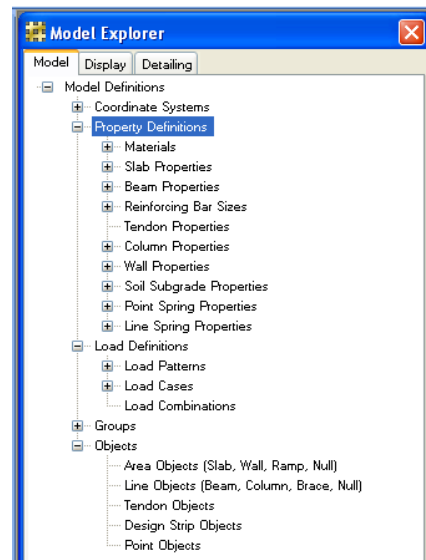 Model Explorer
Model Display Detailing
Model Definitions
Coordinate Systems
Property Definitions
Materials
Slab Properties
Beam Properties
Reinforcing Bar Sizes
Tendon Properties
Column Properties
Wall Properties
Soil Subgrade Properties
Point Spring Properties
Line Spring Properties
Load Definitions
Load Patterns
Load Cases
Load Combinations
Groups
Objects
Area Objects (Slab, Wall, Ramp, Null)
Line Objects (Beam, Column, Brace, Null)
Tendon Objects
Design Strip Objects
Point Objects